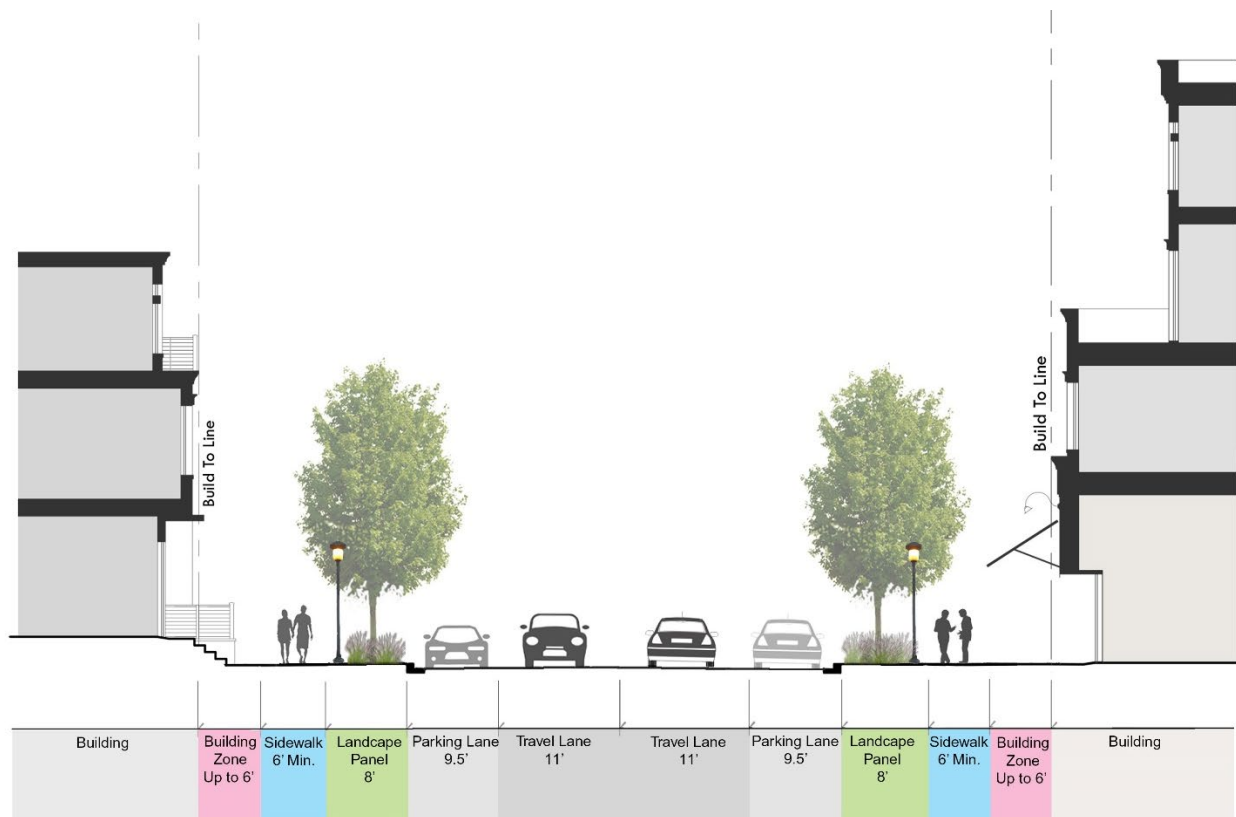 Build To Line
Build To Line
Building
Building
Zone
Up to 6'
Sidewalk
6' Min.
Landscape
Panel
8'
Parking Lane
9.5'
Travel Lane
11'
Travel Lane
11'
Parking Lane
9.5'
Landscape
Panel
8'
Sidewalk
6' Min.
Building
Zone
Up to 6'
Building